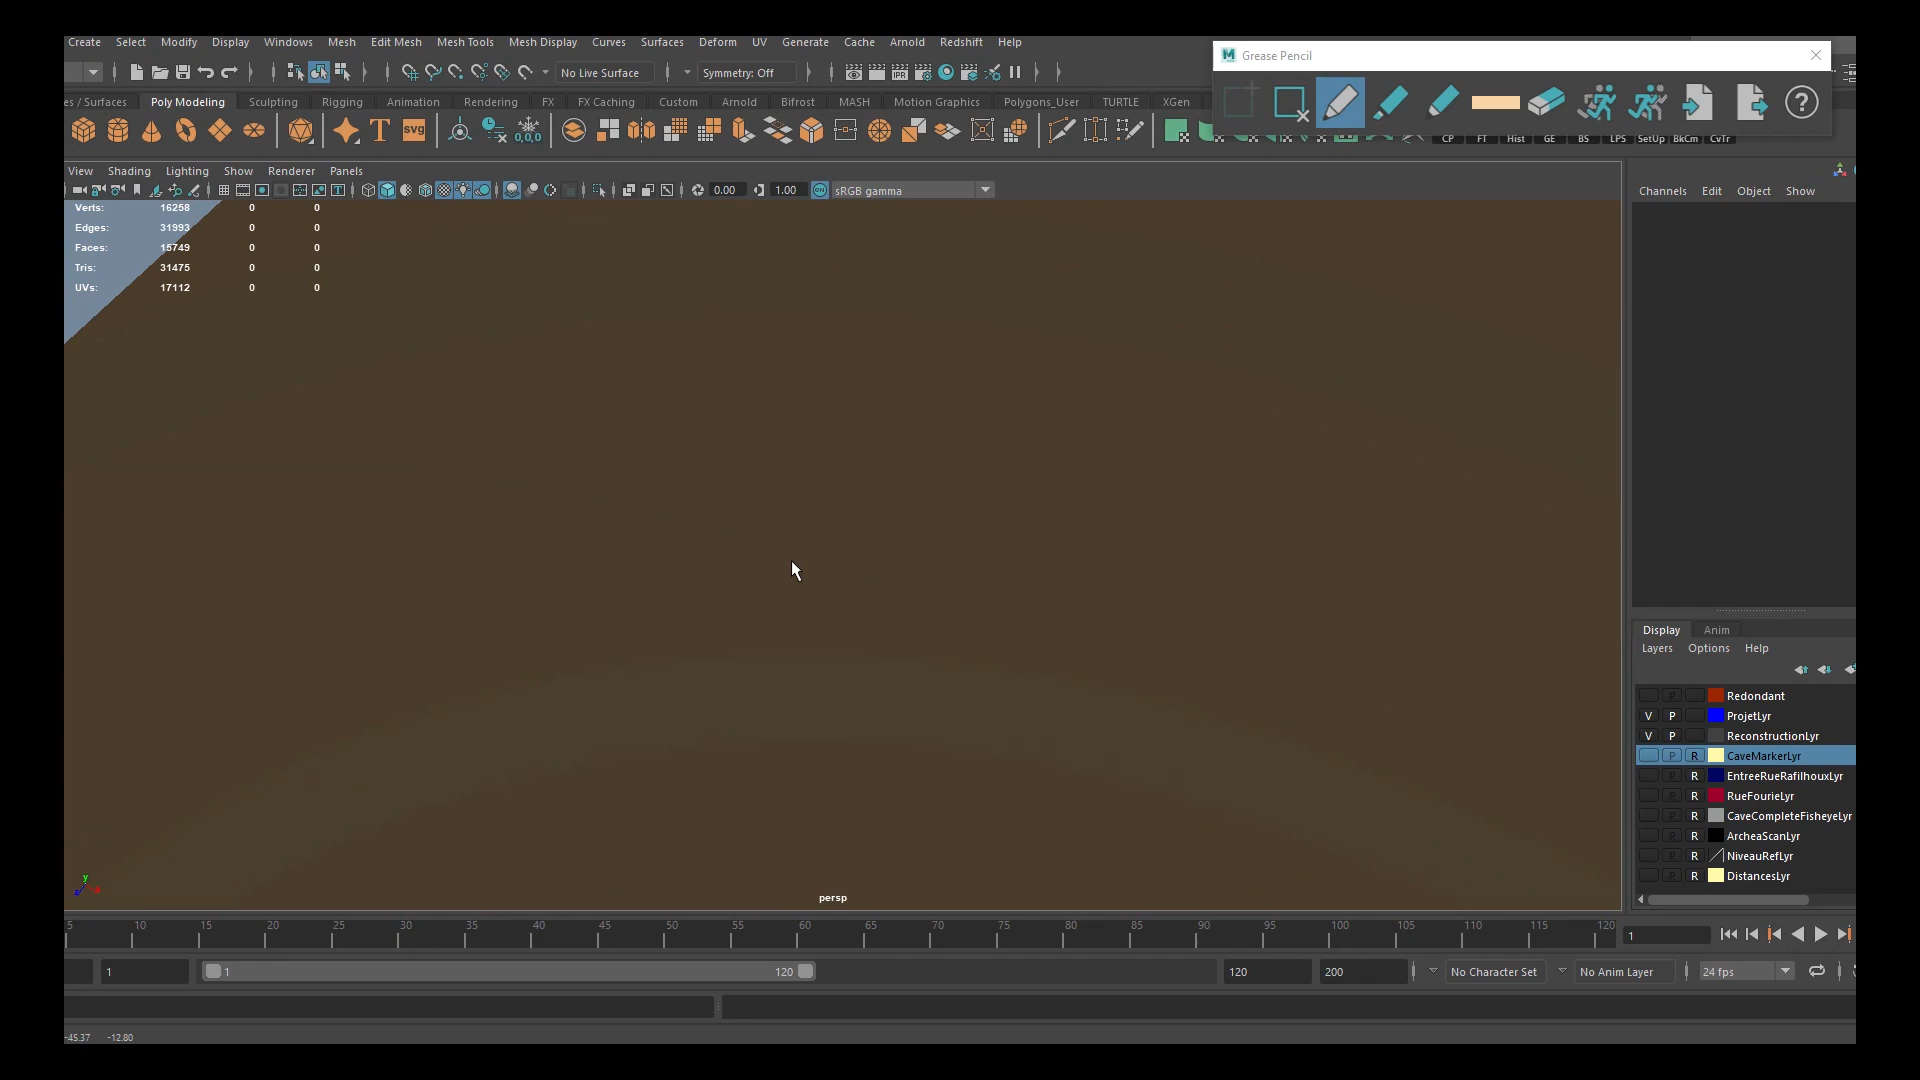 Create Select Modify Display Windows Mesh Edit Mesh Mesh Tools Mesh Display Curves Surfaces Deform UV Generate Cache Arnold Redshift Help
Grease Pencil
No Live Surface Symmetry: Off
es / Surfaces Poly Modeling Sculpting Rigging Animation Rendering FX FX Caching Custom Arnold Bifrost MASH Motion Graphics Polygons_User TURTLE XGen
T svg 0,0,0
CP FT Hist GE BS LPS SetUp BkCm CvTr
View Shading Lighting Show Renderer Panels
0.00 1.00 ON sRGB gamma
Channels Edit Object Show
Verts: 16258 0 0
Edges: 31993 0 0
Faces: 15749 0 0
Tris: 31475 0 0
UVs: 17112 0 0
Display Anim
Layers Options Help
P Redondant
V P ProjetLyr
V P ReconstructionLyr
P R CaveMarkerLyr
P R EntreeRueRafilhouxLyr
P R RueFourieLyr
P R CaveCompleteFisheyeLyr
P R ArcheaScanLyr
P R NiveauRefLyr
P R DistancesLyr
y
z
persp
5 10 15 20 25 30 35 40 45 50 55 60 65 70 75 80 85 90 95 100 105 110 115 120
1
1 1 120 120 200 No Character Set No Anim Layer 24 fps
-45.37 -12.80